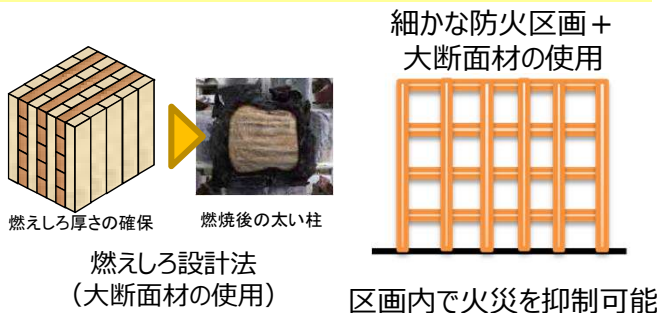 燃えしろ厚さの確保
燃焼後の太い柱
燃えしろ設計法
（大断面材の使用）
細かな防火区画＋
大断面材の使用
区画内で火災を抑制可能